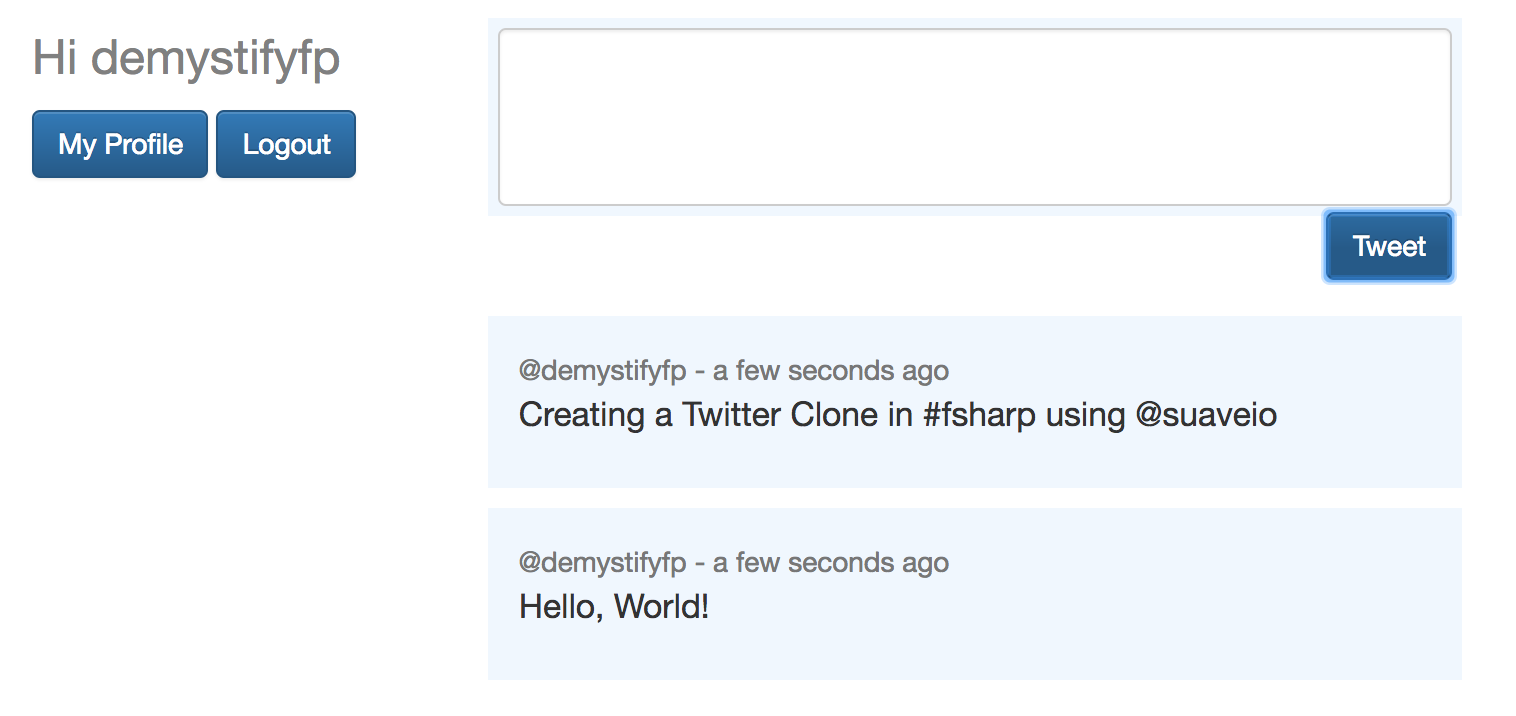 Hi demystifyfp
My Profile
Logout
Tweet
@demystifyfp - a few seconds ago
Creating a Twitter Clone in #fsharp using @suaveio
@demystifyfp - a few seconds ago
Hello, World!